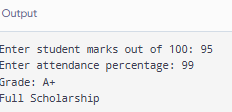 Output
Enter student marks out of 100: 95
Enter attendance percentage: 99
Grade: A+
Full Scholarship